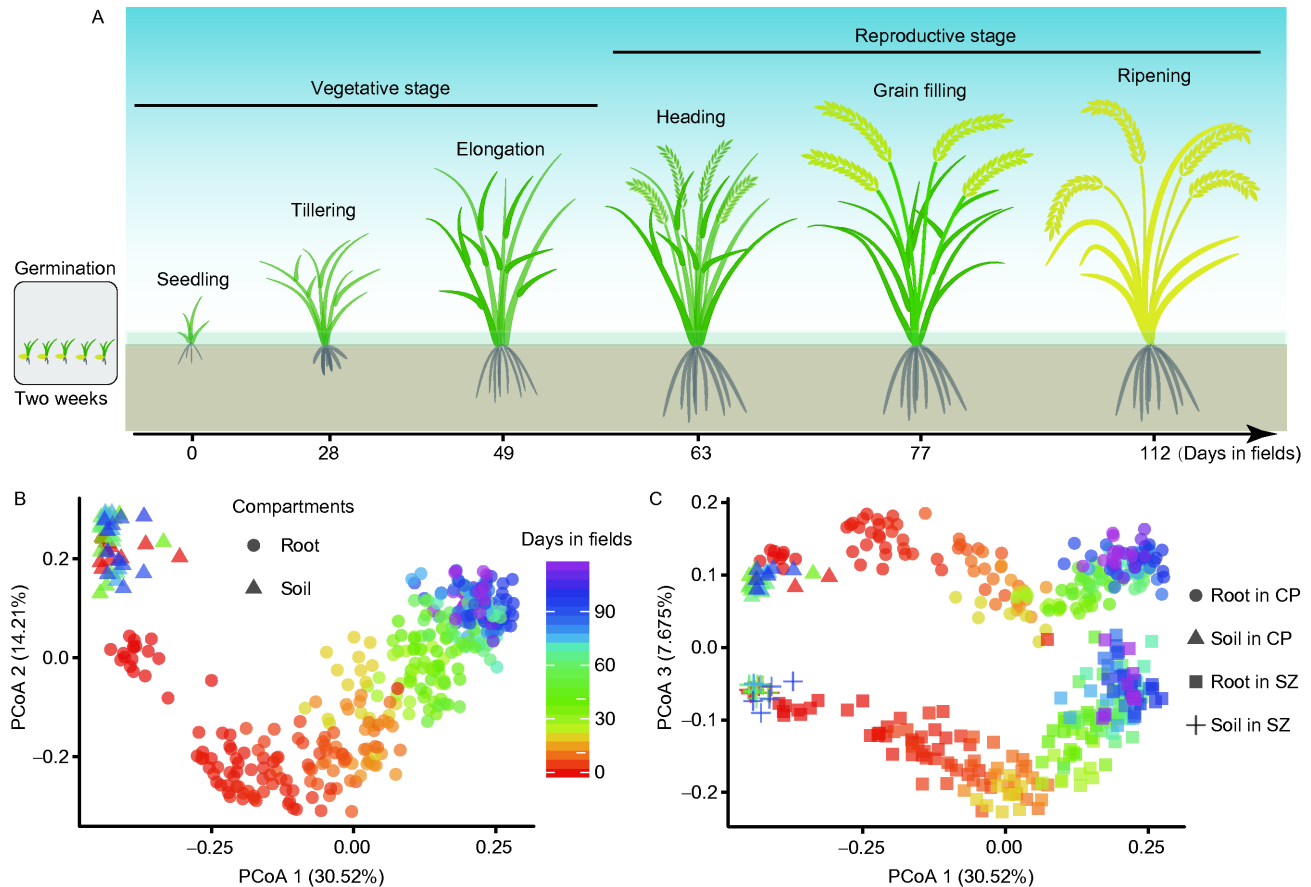 A
Reproductive stage
Vegetative stage
Ripening
Grain filling
Heading
Elongation
Tillering
Seedling
Germination
Two weeks
0 28 49 63 77 112 (Days in fields)
B
Compartments
Root
Soil
Days in fields
90
60
30
0
PCoA 2 (14.21%)
0.2
0.0
−0.2
−0.25 0.00 0.25
PCoA 1 (30.52%)
C
PCoA 3 (7.675%)
0.2
0.1
0.0
−0.1
−0.2
−0.25 0.00 0.25
PCoA 1 (30.52%)
Root in CP
Soil in CP
Root in SZ
Soil in SZ